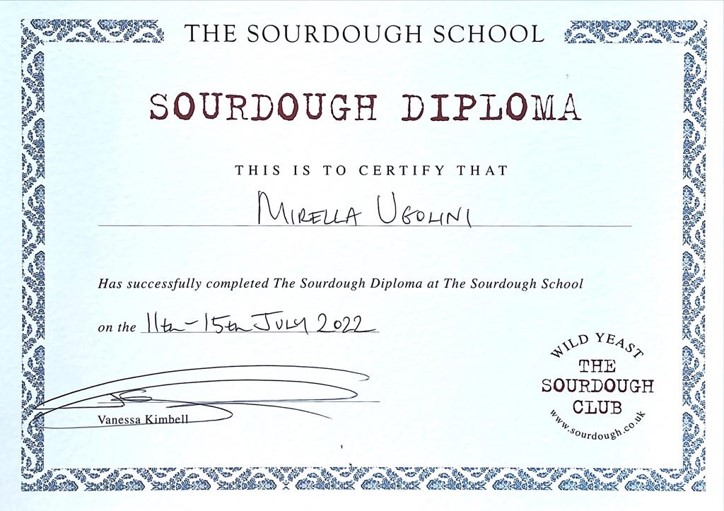 THE SOURDOUGH SCHOOL
SOURDOUGH DIPLOMA
THIS IS TO CERTIFY THAT
MIRELLA UGOLINI
Has successfully completed The Sourdough Diploma at The Sourdough School
on the 11th-15th JULY 2022
Vanessa Kimbell
WILD YEAST
THE
SOURDOUGH
CLUB
www.sourdough.co.uk